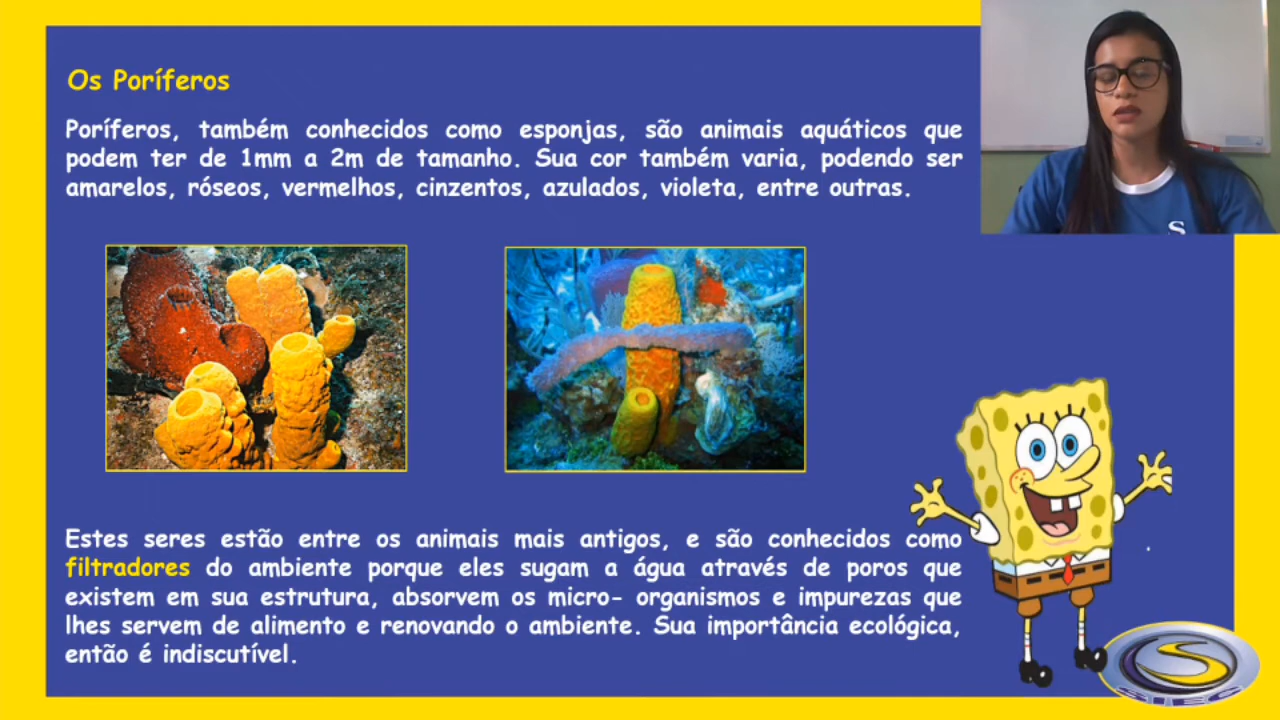 Os Poríferos
Poríferos, também conhecidos como esponjas, são animais aquáticos que
podem ter de 1mm a 2m de tamanho. Sua cor também varia, podendo ser
amarelos, róseos, vermelhos, cinzentos, azulados, violeta, entre outras.
S
Estes seres estão entre os animais mais antigos, e são conhecidos como
filtradores do ambiente porque eles sugam a água através de poros que
existem em sua estrutura, absorvem os micro- organismos e impurezas que
lhes servem de alimento e renovando o ambiente. Sua importância ecológica,
então é indiscutível.